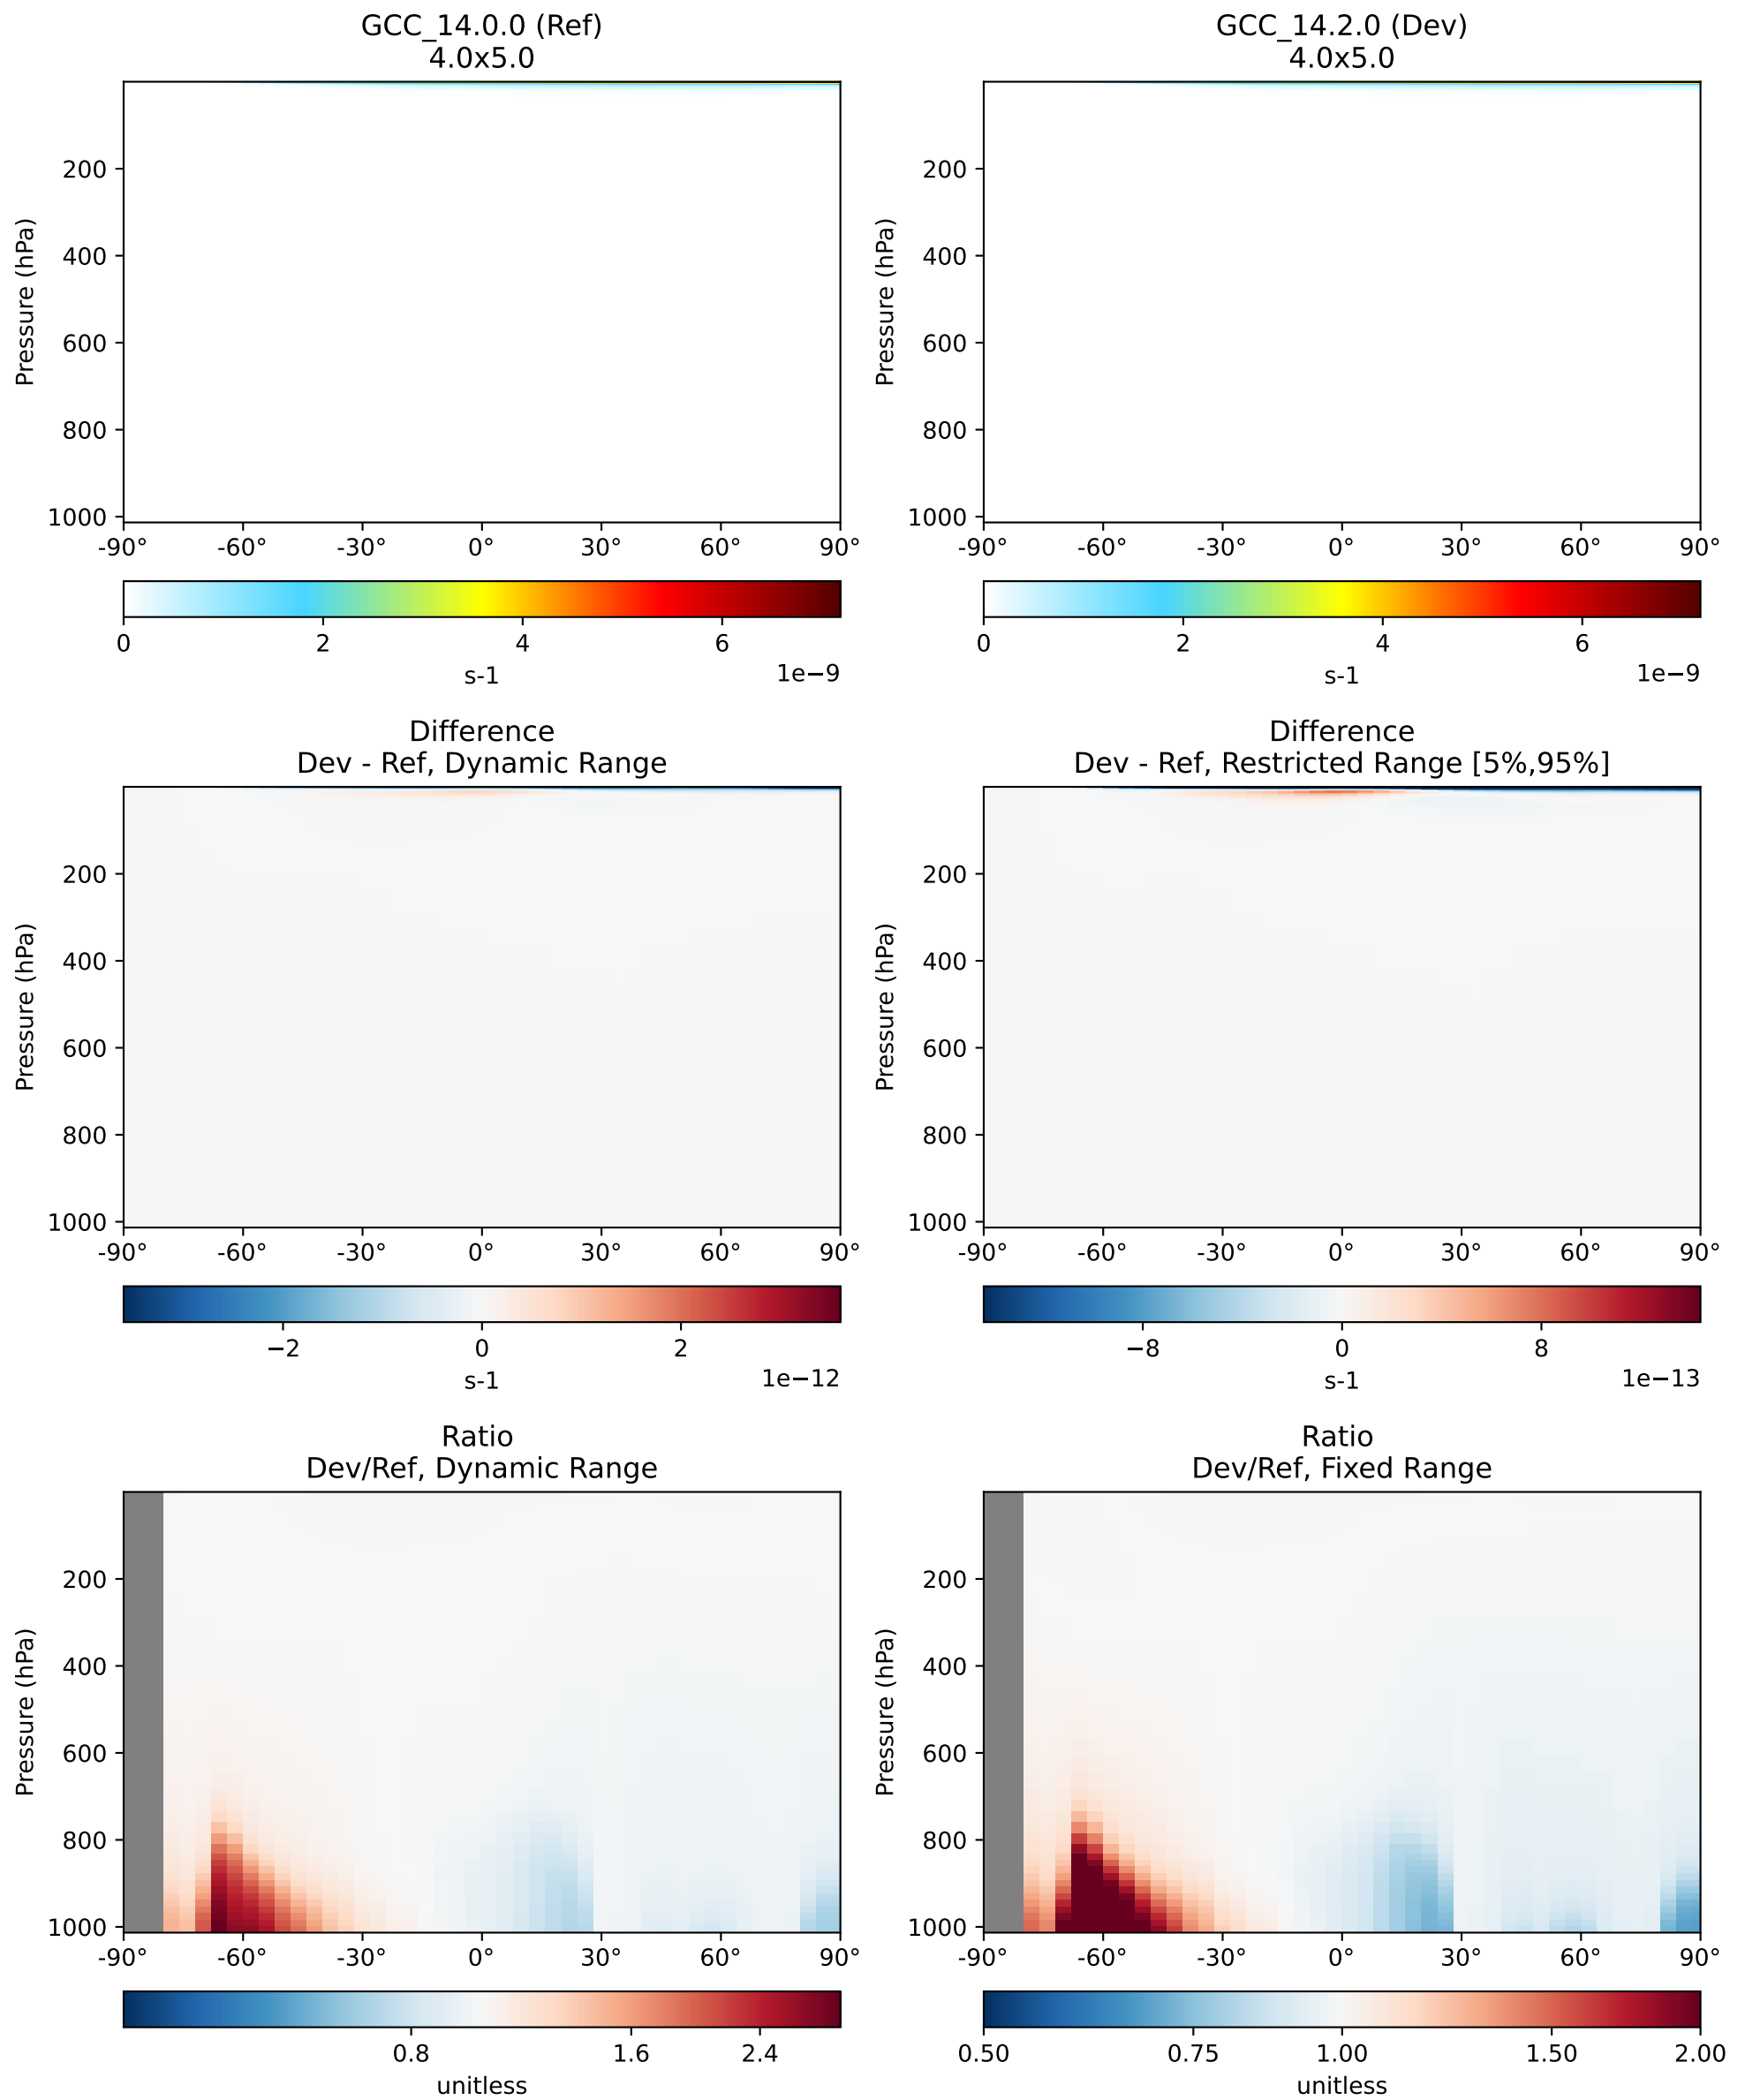 GCC_14.0.0 (Ref)
4.0x5.0
GCC_14.2.0 (Dev)
4.0x5.0
Pressure (hPa)
200
400
600
800
1000
-90° -60° -30° 0° 30° 60° 90°
0 2 4 6
s-1 1e−9
Pressure (hPa)
200
400
600
800
1000
-90° -60° -30° 0° 30° 60° 90°
0 2 4 6
s-1 1e−9
Difference
Dev - Ref, Dynamic Range
Difference
Dev - Ref, Restricted Range [5%,95%]
Pressure (hPa)
200
400
600
800
1000
-90° -60° -30° 0° 30° 60° 90°
−2 0 2
s-1 1e−12
Pressure (hPa)
200
400
600
800
1000
-90° -60° -30° 0° 30° 60° 90°
−8 0 8
s-1 1e−13
Ratio
Dev/Ref, Dynamic Range
Ratio
Dev/Ref, Fixed Range
Pressure (hPa)
200
400
600
800
1000
-90° -60° -30° 0° 30° 60° 90°
0.8 1.6 2.4
unitless
Pressure (hPa)
200
400
600
800
1000
-90° -60° -30° 0° 30° 60° 90°
0.50 0.75 1.00 1.50 2.00
unitless